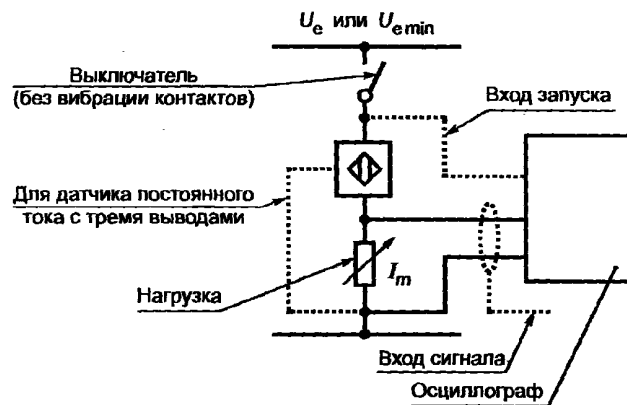 U_e или U_e min
Выключатель
(без вибрации контактов)
Вход запуска
Для датчика постоянного
тока с тремя выводами
I_m
Нагрузка
Вход сигнала
Осциллограф